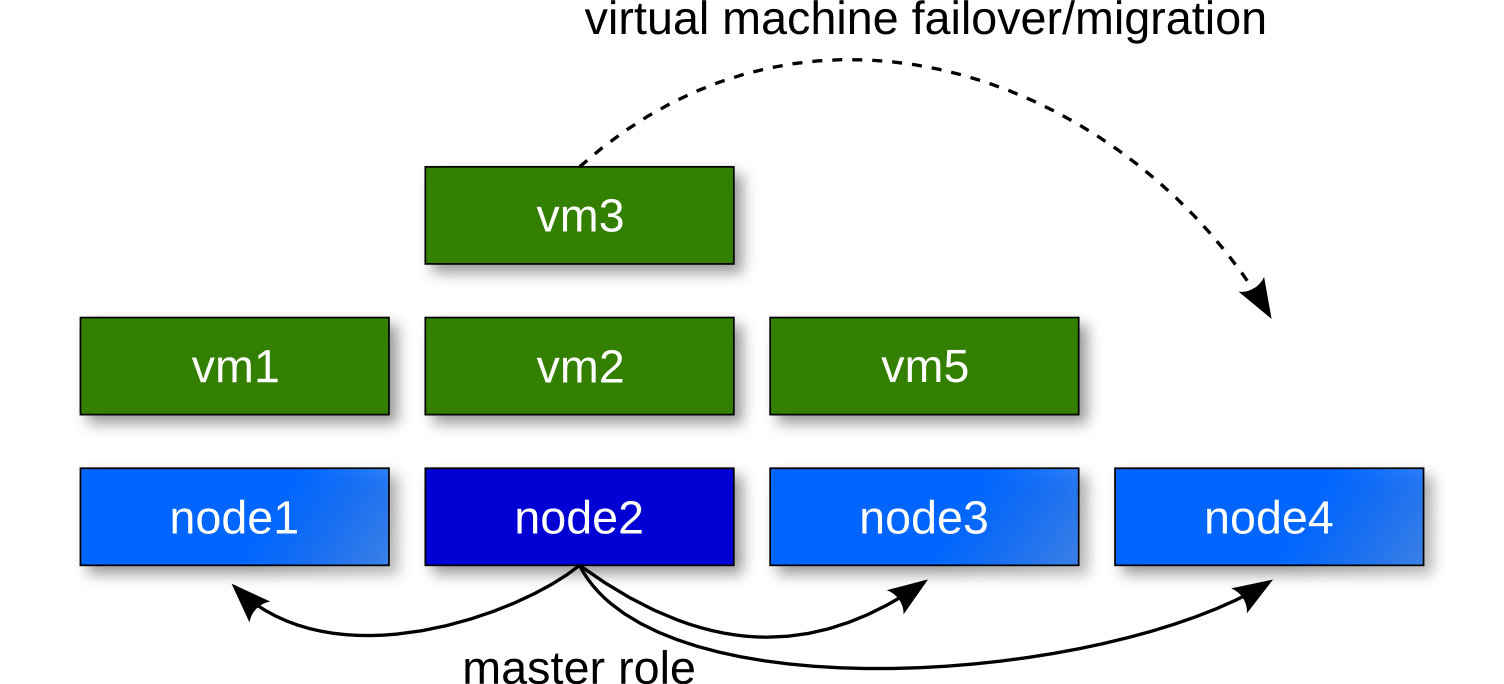 virtual machine failover/migration
vm3
vm1
vm2
vm5
node1
node2
node3
node4
master role